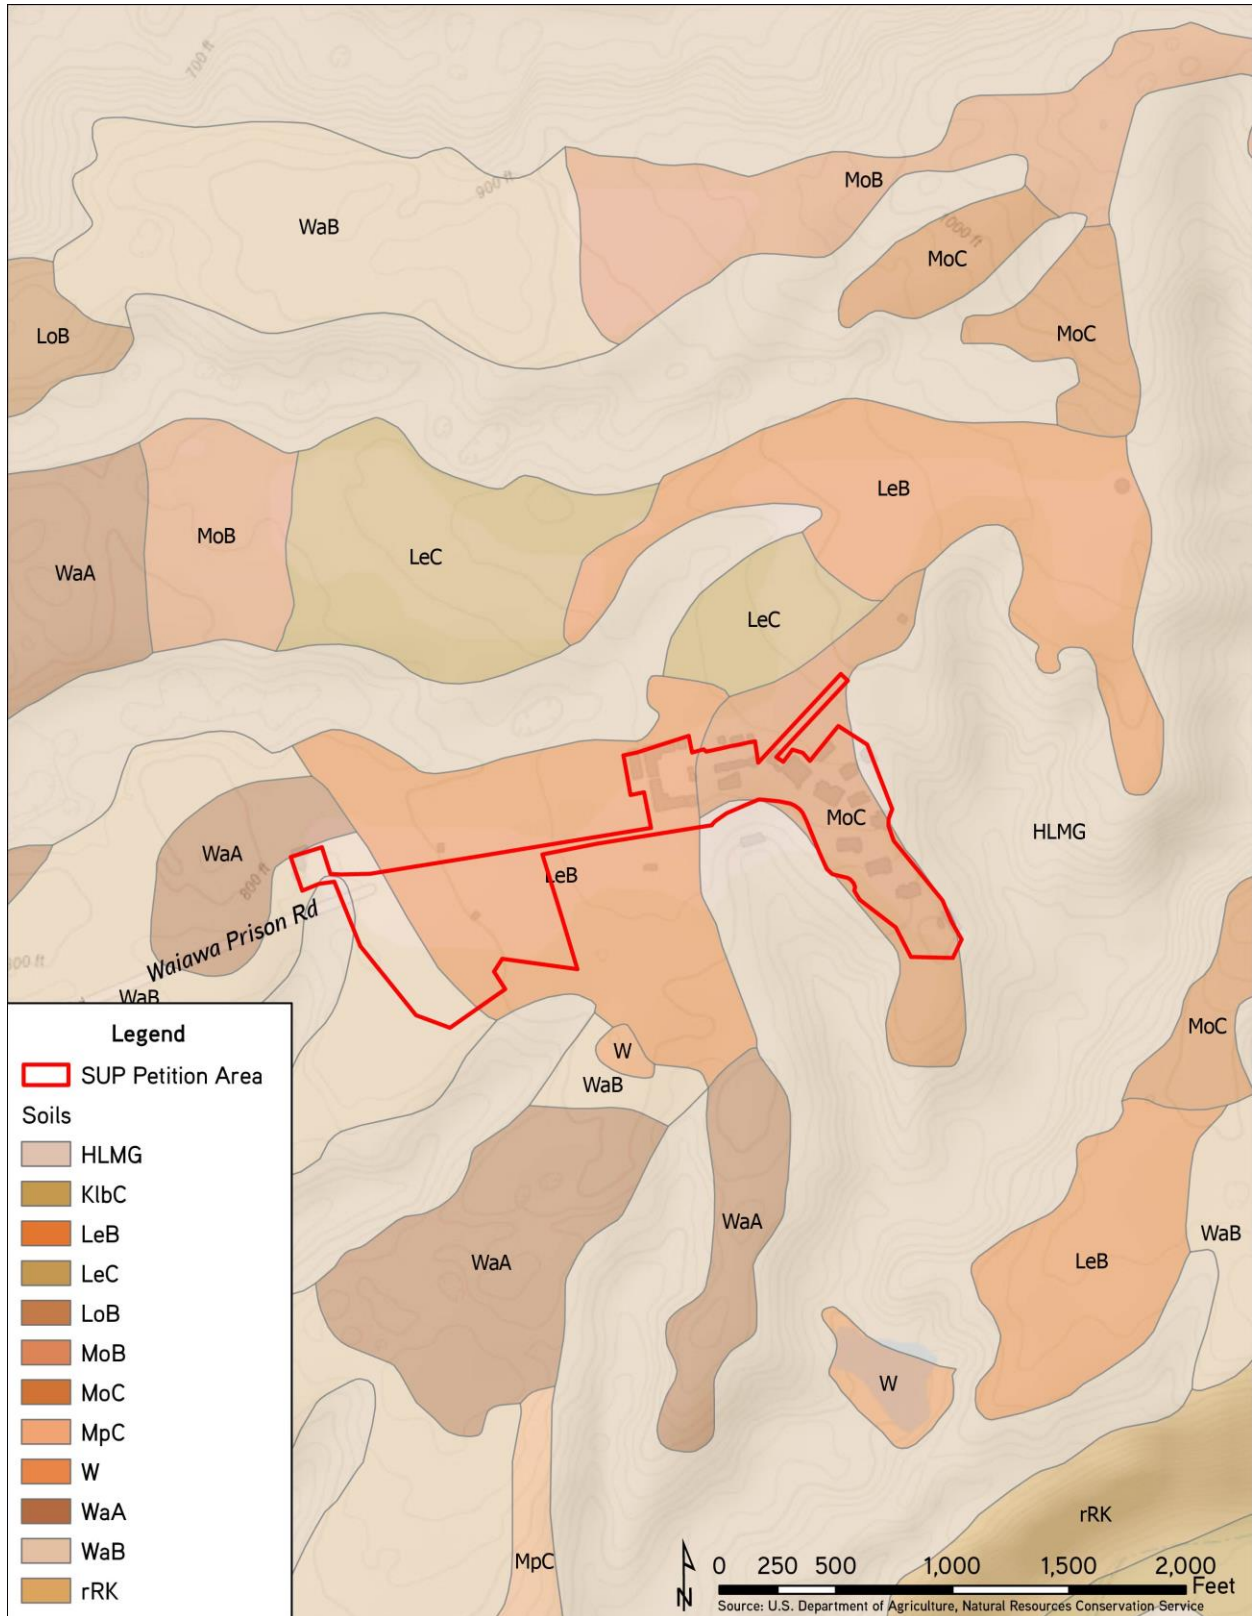 700 ft
MoB
900 ft
WaB
1000 ft
MoC
LoB
MoC
LeB
MoB
LeC
WaA
LeC
MoC
HLMG
WaA
800 ft
LeB
Waiawa Prison Rd
800 ft
WaB
MoC
W
WaB
WaA
WaB
WaA
LeB
W
rRK
MpC
Legend
SUP Petition Area
Soils
HLMG
KlbC
LeB
LeC
LoB
MoB
MoC
MpC
W
WaA
WaB
rRK
N
0 250 500 1,000 1,500 2,000
Feet
Source: U.S. Department of Agriculture, Natural Resources Conservation Service